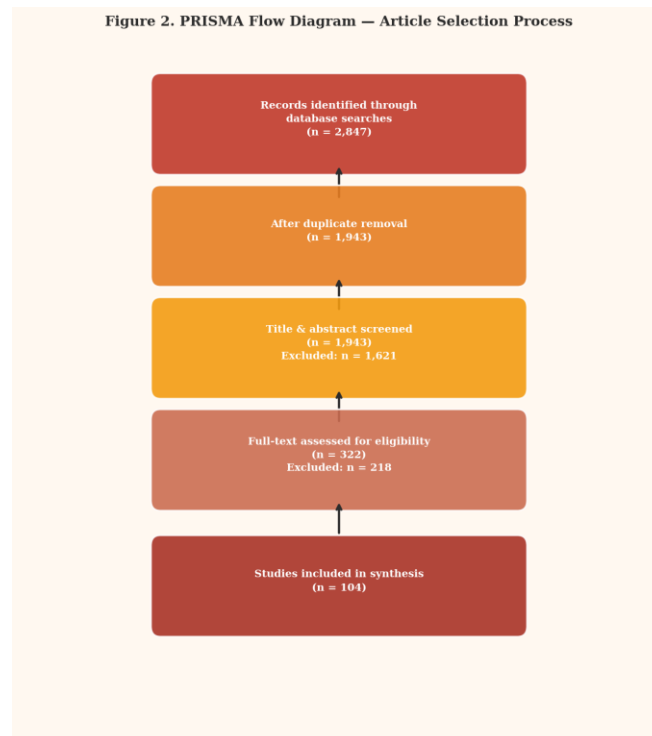 Figure 2. PRISMA Flow Diagram — Article Selection Process
Records identified through
database searches
(n = 2,847)
After duplicate removal
(n = 1,943)
Title & abstract screened
(n = 1,943)
Excluded: n = 1,621
Full-text assessed for eligibility
(n = 322)
Excluded: n = 218
Studies included in synthesis
(n = 104)